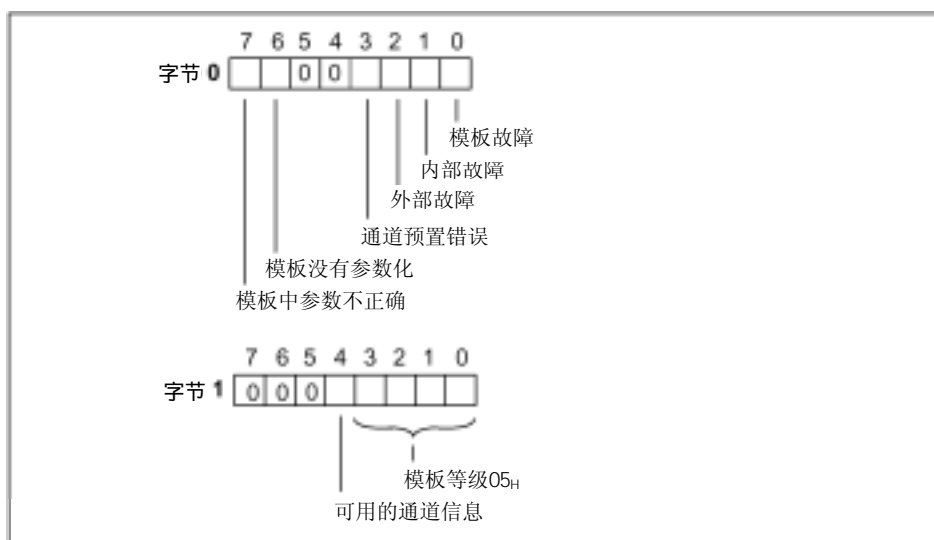 7 6 5 4 3 2 1 0
字节 0 0 0
模板故障
内部故障
外部故障
通道预置错误
模板没有参数化
模板中参数不正确
7 6 5 4 3 2 1 0
字节 1 0 0 0
模板等级05H
可用的通道信息